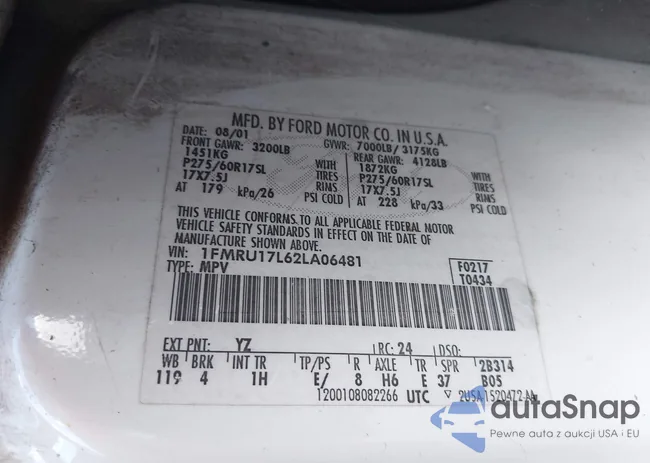 MFD. BY FORD MOTOR CO. IN U.S.A.
DATE: 08/01 GVWR: 7000LB/ 3175KG
FRONT GAWR: 3200LB REAR GAWR: 4128LB
1451KG WITH 1872KG WITH
P275/60R17SL TIRES P275/60R17SL TIRES
17X7.5J RIMS 17X7.5J RIMS
AT 179 kPa/26 PSI COLD AT 228 kPa/33 PSI COLD
THIS VEHICLE CONFORMS TO ALL APPLICABLE FEDERAL MOTOR
VEHICLE SAFETY STANDARDS IN EFFECT ON THE DATE OF
MANUFACTURE SHOWN ABOVE.
VIN: 1FMRU17L62LA06481 F0217
TYPE: MPV T0434
EXT PNT: YZ RC: 24 DSO:
WB BRK INT TR TP/PS R AXLE TR SPR 2B314
119 4 1H E/ 8 H6 E 37 B05
1200108082266 UTC 2USA 1520472-AA
autoSnap
Pewne auta z aukcji USA i EU